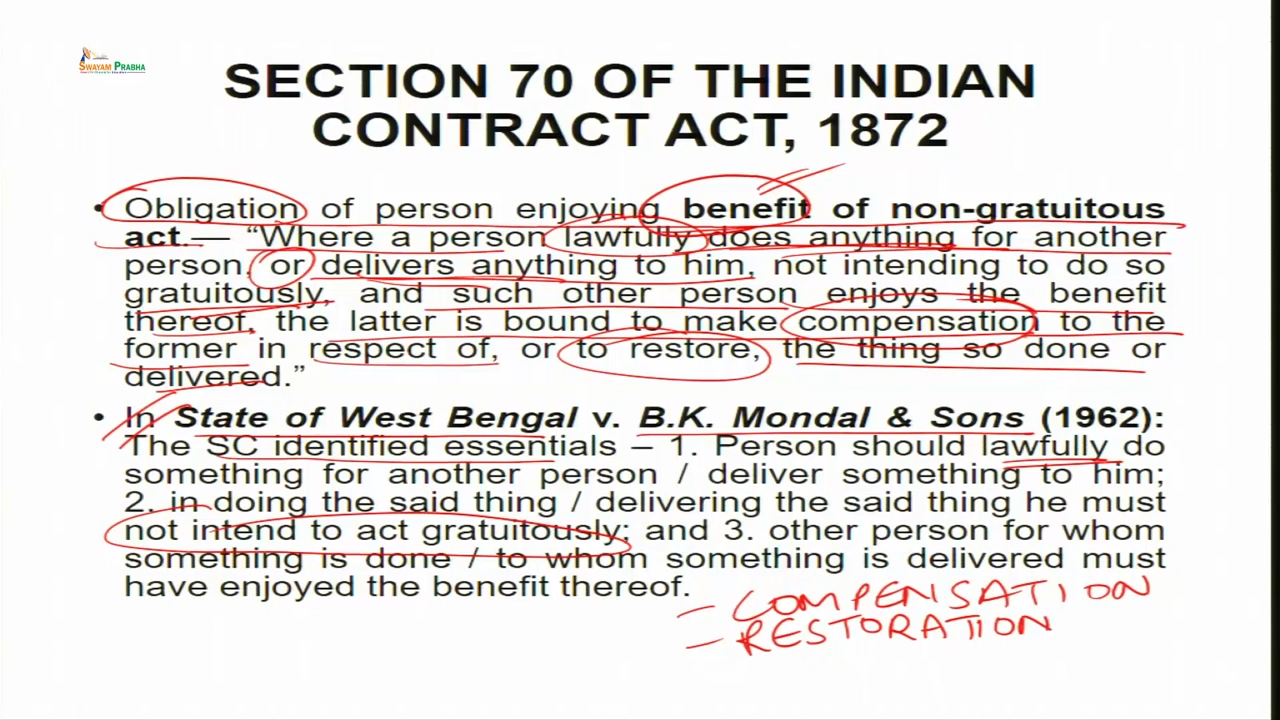 SWAYAM PRABHA
SECTION 70 OF THE INDIAN
CONTRACT ACT, 1872
• Obligation of person enjoying benefit of non-gratuitous
act.— “Where a person lawfully does anything for another
person, or delivers anything to him, not intending to do so
gratuitously, and such other person enjoys the benefit
thereof, the latter is bound to make compensation to the
former in respect of, or to restore, the thing so done or
delivered.”
• In State of West Bengal v. B.K. Mondal & Sons (1962):
The SC identified essentials – 1. Person should lawfully do
something for another person / deliver something to him;
2. in doing the said thing / delivering the said thing he must
not intend to act gratuitously; and 3. other person for whom
something is done / to whom something is delivered must
have enjoyed the benefit thereof.
– COMPENSATION
– RESTORATION